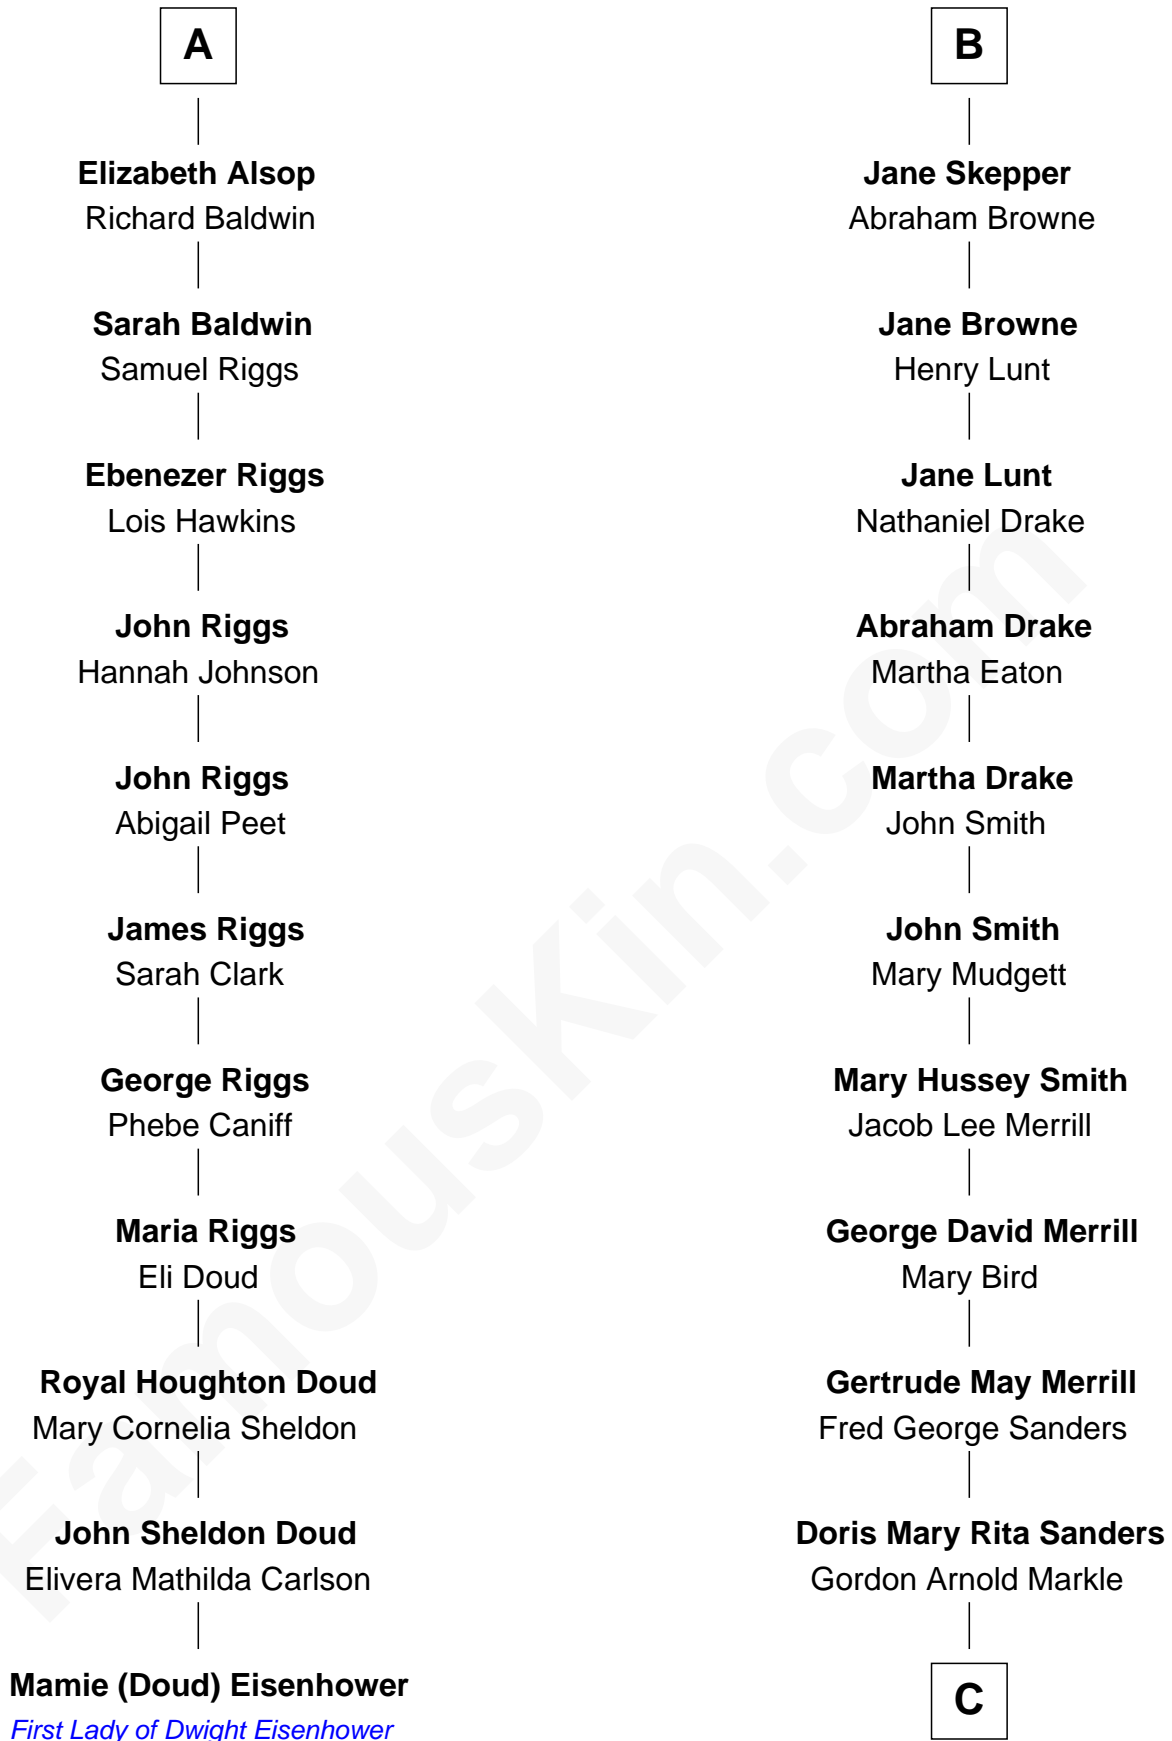 A
Elizabeth Alsop
Richard Baldwin
Sarah Baldwin
Samuel Riggs
Ebenezer Riggs
Lois Hawkins
John Riggs
Hannah Johnson
John Riggs
Abigail Peet
James Riggs
Sarah Clark
George Riggs
Phebe Caniff
Maria Riggs
Eli Doud
Royal Houghton Doud
Mary Cornelia Sheldon
John Sheldon Doud
Elivera Mathilda Carlson
Mamie (Doud) Eisenhower
First Lady of Dwight Eisenhower
B
Jane Skepper
Abraham Browne
Jane Browne
Henry Lunt
Jane Lunt
Nathaniel Drake
Abraham Drake
Martha Eaton
Martha Drake
John Smith
John Smith
Mary Mudgett
Mary Hussey Smith
Jacob Lee Merrill
George David Merrill
Mary Bird
Gertrude May Merrill
Fred George Sanders
Doris Mary Rita Sanders
Gordon Arnold Markle
C
FamousKin.com